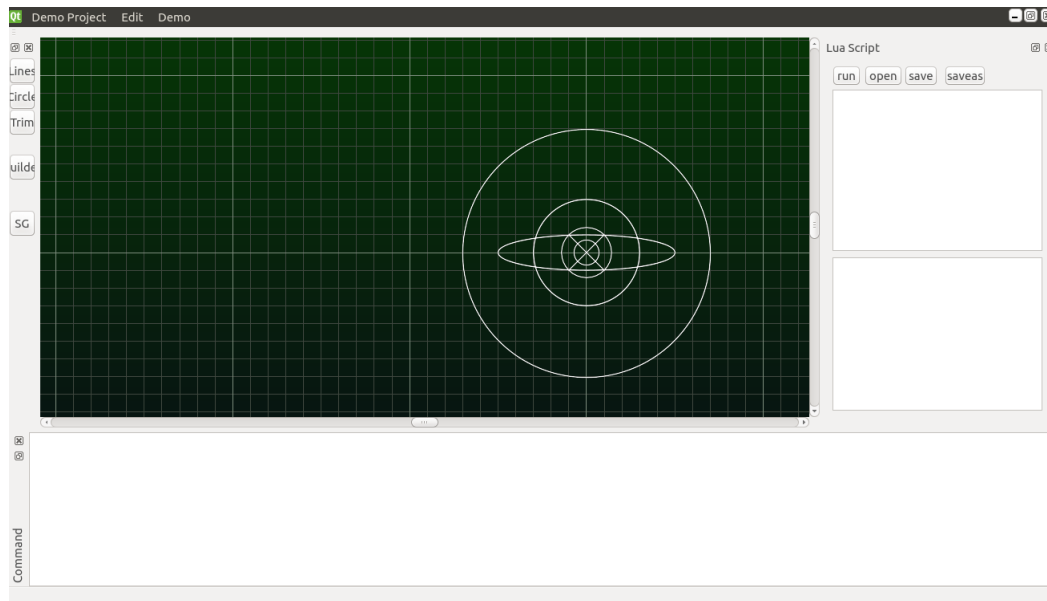 Qt Demo Project Edit Demo
Lua Script
run open save saveas
Lines
Circle
Trim
uilde
SG
Command